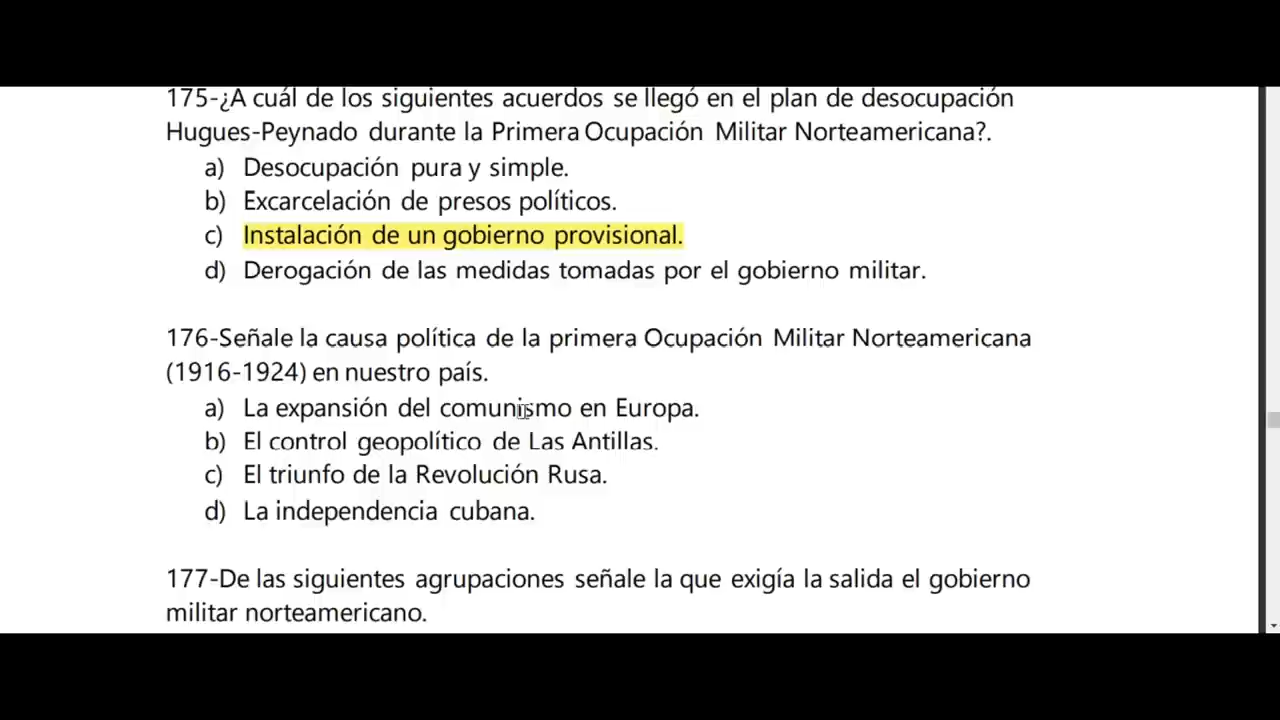 175-¿A cuál de los siguientes acuerdos se llegó en el plan de desocupación
Hugues-Peynado durante la Primera Ocupación Militar Norteamericana?.
a) Desocupación pura y simple.
b) Excarcelación de presos políticos.
c) Instalación de un gobierno provisional.
d) Derogación de las medidas tomadas por el gobierno militar.
176-Señale la causa política de la primera Ocupación Militar Norteamericana
(1916-1924) en nuestro país.
a) La expansión del comunismo en Europa.
b) El control geopolítico de Las Antillas.
c) El triunfo de la Revolución Rusa.
d) La independencia cubana.
177-De las siguientes agrupaciones señale la que exigía la salida el gobierno
militar norteamericano.